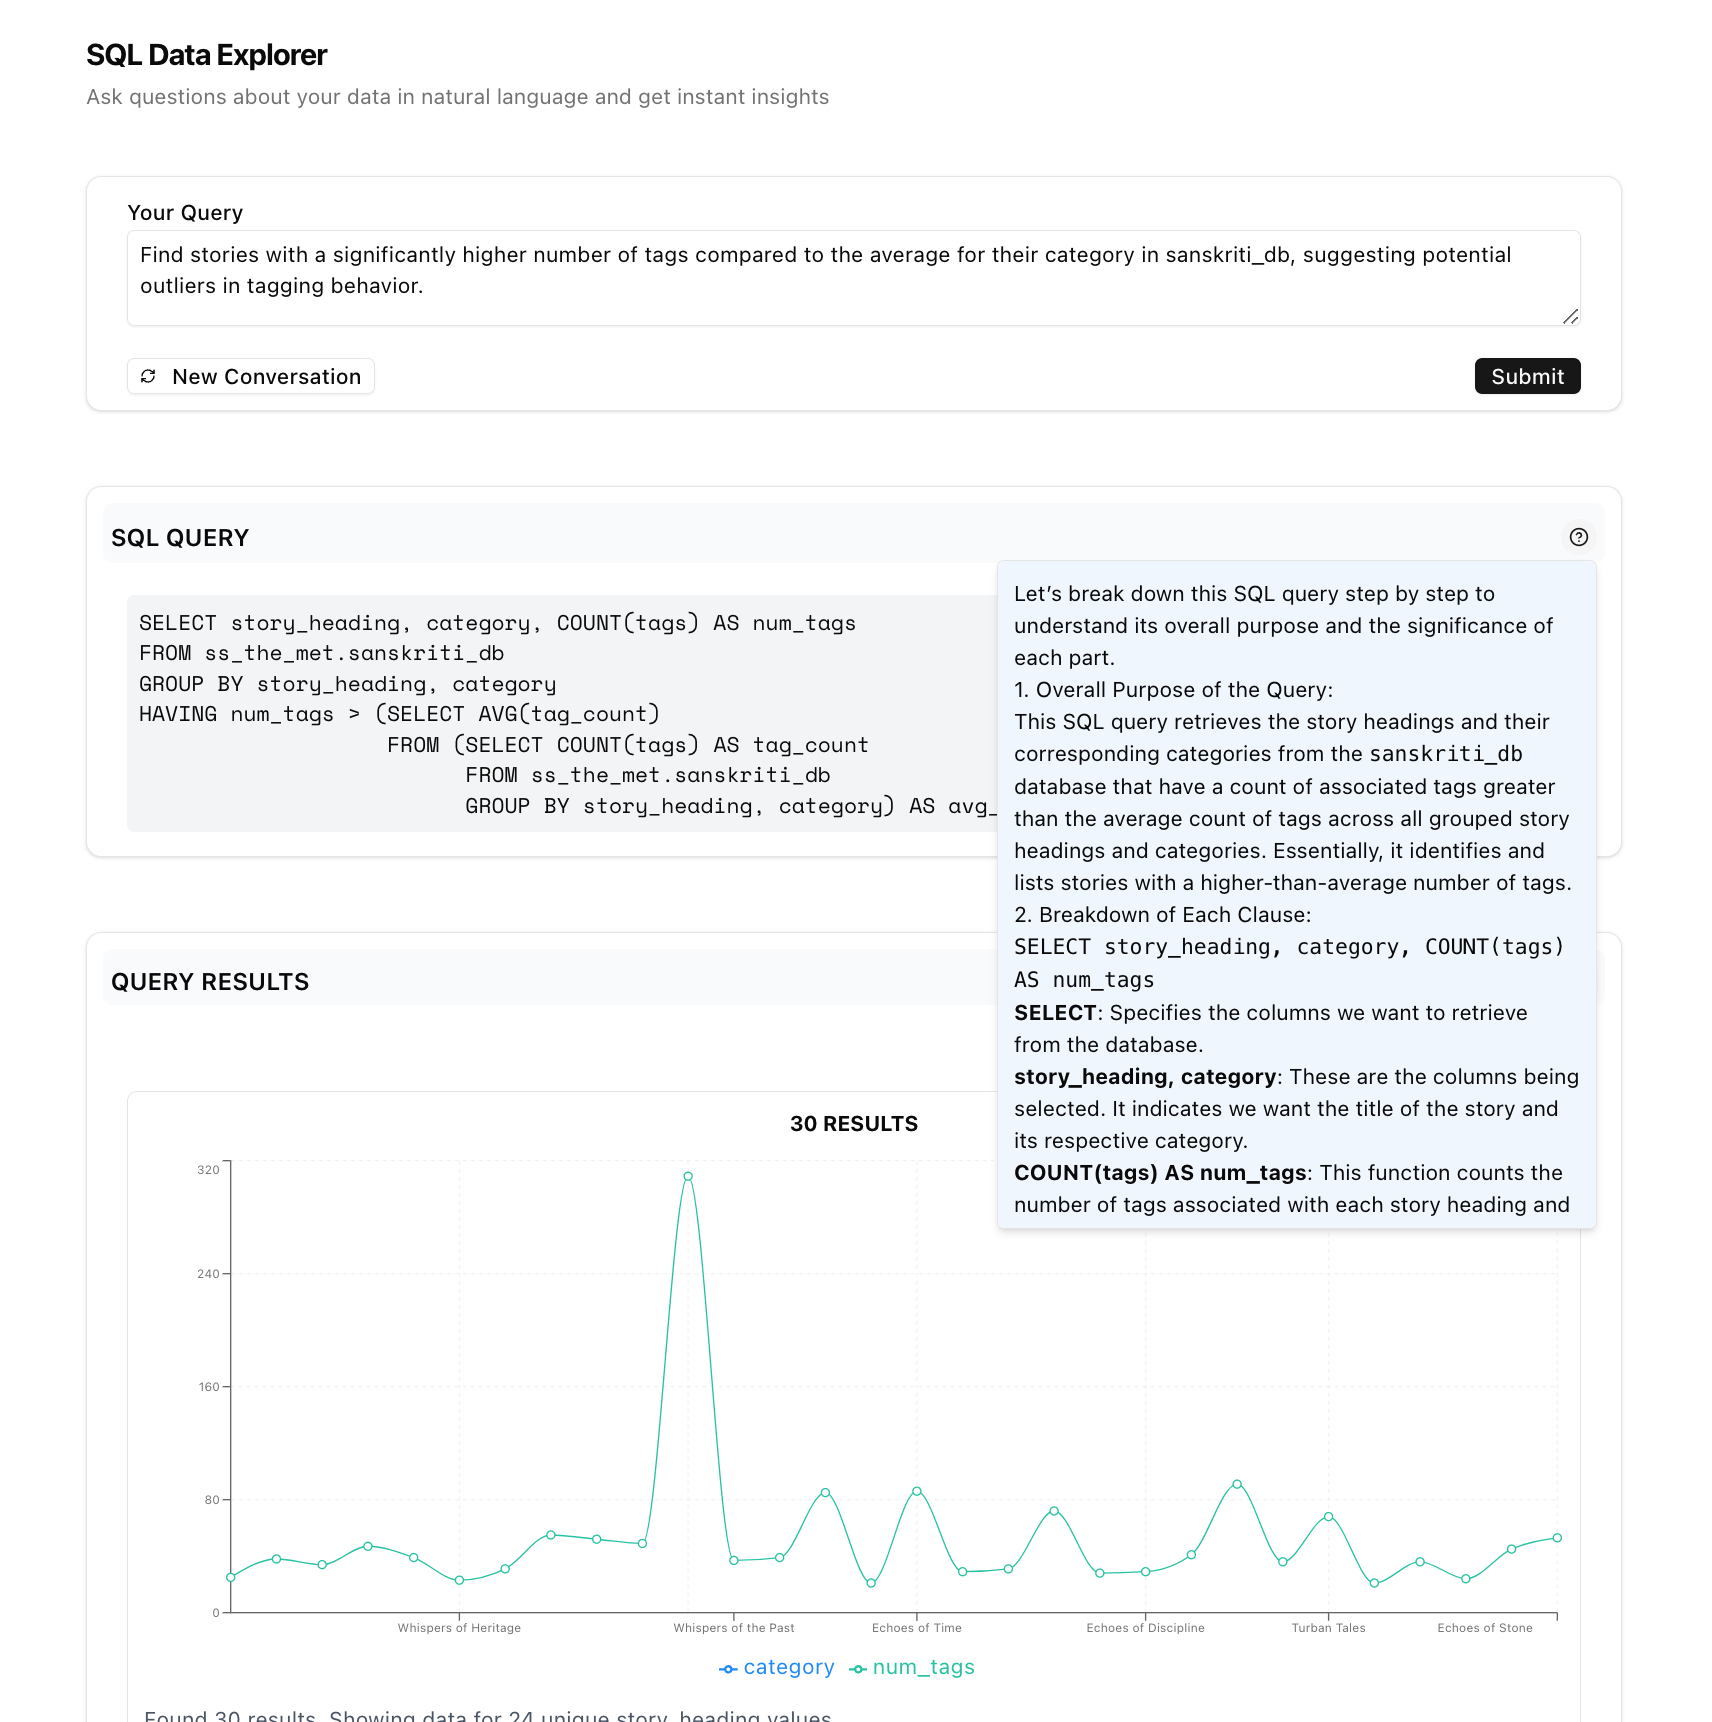 SQL Data Explorer
Ask questions about your data in natural language and get instant insights
Your Query
Find stories with a significantly higher number of tags compared to the average for their category in sanskriti_db, suggesting potential
outliers in tagging behavior.
New Conversation
Submit
SQL QUERY
SELECT story_heading, category, COUNT(tags) AS num_tags
FROM ss_the_met.sanskriti_db
GROUP BY story_heading, category
HAVING num_tags > (SELECT AVG(tag_count)
FROM (SELECT COUNT(tags) AS tag_count
FROM ss_the_met.sanskriti_db
GROUP BY story_heading, category) AS avg_
Let’s break down this SQL query step by step to
understand its overall purpose and the significance of
each part.
1. Overall Purpose of the Query:
This SQL query retrieves the story headings and their
corresponding categories from the sanskriti_db
database that have a count of associated tags greater
than the average count of tags across all grouped story
headings and categories. Essentially, it identifies and
lists stories with a higher-than-average number of tags.
2. Breakdown of Each Clause:
SELECT story_heading, category, COUNT(tags)
AS num_tags
SELECT: Specifies the columns we want to retrieve
from the database.
story_heading, category: These are the columns being
selected. It indicates we want the title of the story and
its respective category.
COUNT(tags) AS num_tags: This function counts the
number of tags associated with each story heading and
QUERY RESULTS
30 RESULTS
320
240
160
80
0
Whispers of Heritage
Whispers of the Past
Echoes of Time
Echoes of Discipline
Turban Tales
Echoes of Stone
category
num_tags
Found 30 results. Showing data for 24 unique story_heading values